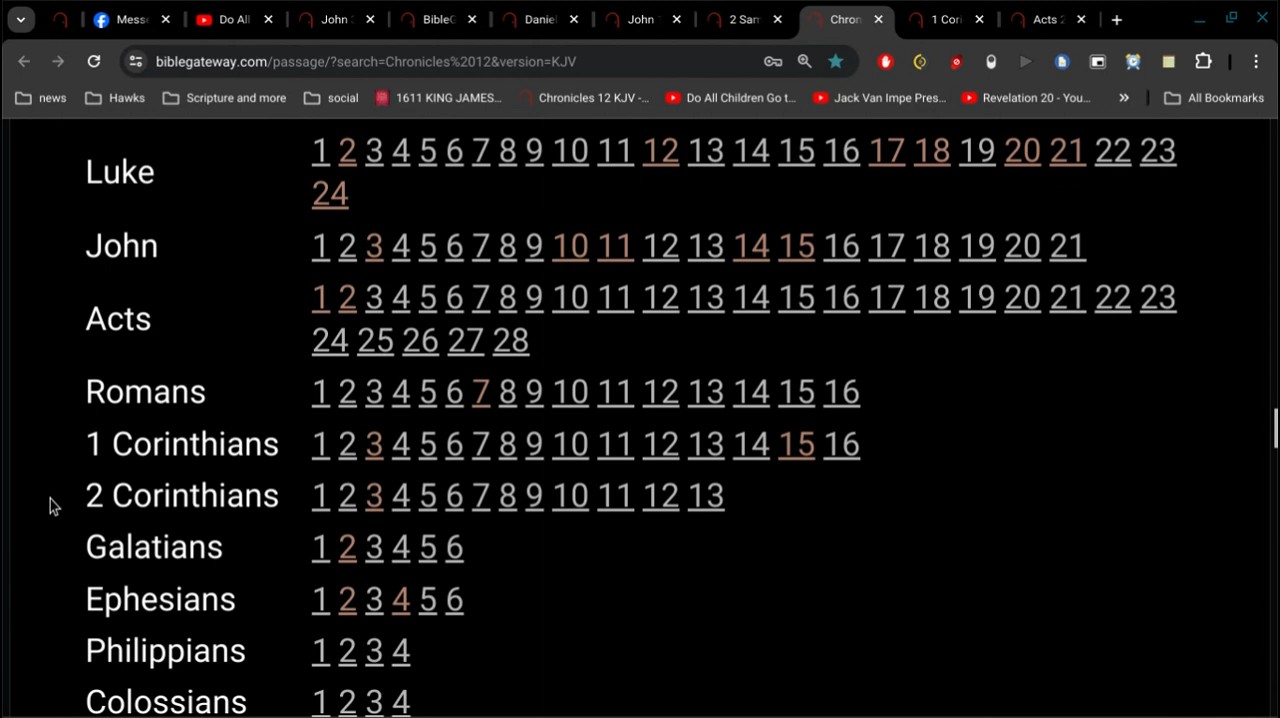 Messe
Do All
John 3
BibleG
Daniel
John 1
2 Sam
Chron
1 Cori
Acts 2
biblegateway.com/passage/?search=Chronicles%2012&version=KJV
news
Hawks
Scripture and more
social
1611 KING JAMES...
Chronicles 12 KJV -...
Do All Children Go t...
Jack Van Impe Pres...
Revelation 20 - You...
All Bookmarks
Luke 1 2 3 4 5 6 7 8 9 10 11 12 13 14 15 16 17 18 19 20 21 22 23
24
John 1 2 3 4 5 6 7 8 9 10 11 12 13 14 15 16 17 18 19 20 21
Acts 1 2 3 4 5 6 7 8 9 10 11 12 13 14 15 16 17 18 19 20 21 22 23
24 25 26 27 28
Romans 1 2 3 4 5 6 7 8 9 10 11 12 13 14 15 16
1 Corinthians 1 2 3 4 5 6 7 8 9 10 11 12 13 14 15 16
2 Corinthians 1 2 3 4 5 6 7 8 9 10 11 12 13
Galatians 1 2 3 4 5 6
Ephesians 1 2 3 4 5 6
Philippians 1 2 3 4
Colossians 1 2 3 4